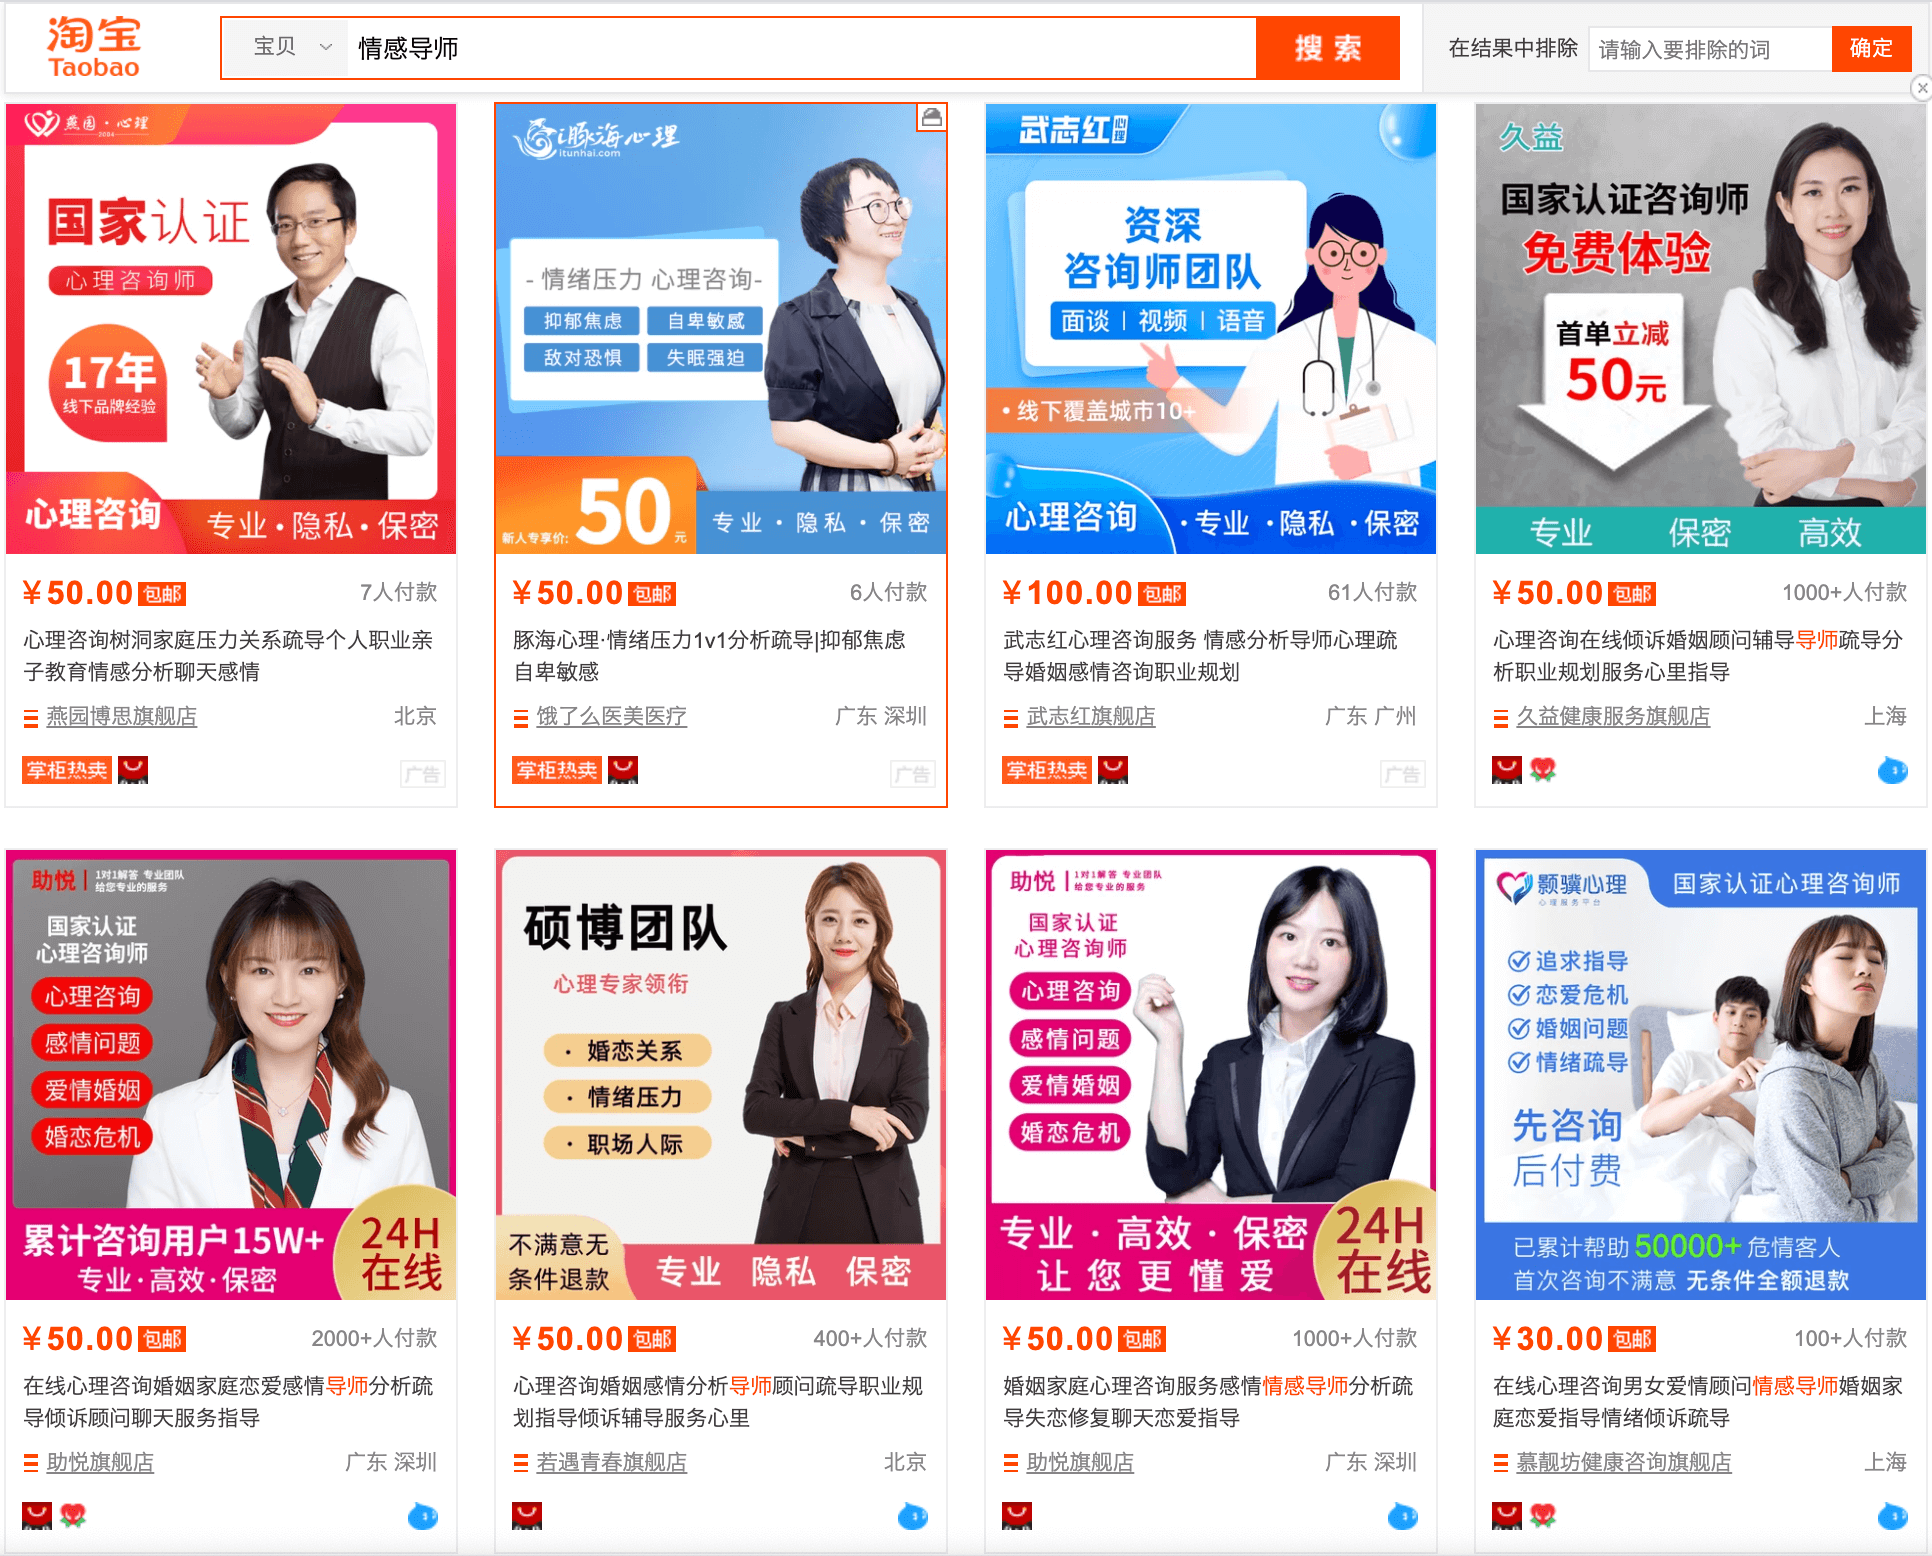 淘宝
Taobao
宝贝
情感导师
搜 索
在结果中排除
请输入要排除的词
确定
燕园·心理
2004
国家认证
心理咨询师
17年
线下品牌经验
心理咨询
专业·隐私·保密
¥50.00 包邮
7人付款
心理咨询树洞家庭压力关系疏导个人职业亲
子教育情感分析聊天感情
燕园博思旗舰店
北京
掌柜热卖
广告
i豚海心理
itunhai.com
- 情绪压力 心理咨询-
抑郁焦虑 自卑敏感
敌对恐惧 失眠强迫
新人专享价: 50 元
专业 · 隐私 · 保密
¥50.00 包邮
6人付款
豚海心理·情绪压力1v1分析疏导|抑郁焦虑
自卑敏感
饿了么医美医疗
广东 深圳
掌柜热卖
广告
武志红心理
资深
咨询师团队
面谈 | 视频 | 语音
• 线下覆盖城市10+
心理咨询
·专业 ·隐私 ·保密
¥100.00 包邮
61人付款
武志红心理咨询服务 情感分析导师心理疏
导婚姻感情咨询职业规划
武志红旗舰店
广东 广州
掌柜热卖
广告
久益
国家认证咨询师
免费体验
首单立减
50元
专业 保密 高效
¥50.00 包邮
1000+人付款
心理咨询在线倾诉婚姻顾问辅导导师疏导分
析职业规划服务心里指导
久益健康服务旗舰店
上海
助悦 | 1对1解答 专业团队
给您专业的服务
国家认证
心理咨询师
心理咨询
感情问题
爱情婚姻
婚恋危机
累计咨询用户15W+
专业·高效·保密
24H
在线
¥50.00 包邮
2000+人付款
在线心理咨询婚姻家庭恋爱感情导师分析疏
导倾诉顾问聊天服务指导
助悦旗舰店
广东 深圳
硕博团队
心理专家领衔
· 婚恋关系
· 情绪压力
· 职场人际
不满意无
条件退款
专业 隐私 保密
¥50.00 包邮
400+人付款
心理咨询婚姻感情分析导师顾问疏导职业规
划指导倾诉辅导服务心里
若遇青春旗舰店
北京
助悦 | 1对1解答 专业团队
给您专业的服务
国家认证
心理咨询师
心理咨询
感情问题
爱情婚姻
婚恋危机
专业 · 高效 · 保密
让您更懂爱
24H
在线
¥50.00 包邮
1000+人付款
婚姻家庭心理咨询服务感情情感导师分析疏
导失恋修复聊天恋爱指导
助悦旗舰店
广东 深圳
颢骥心理
心理服务平台
国家认证心理咨询师
追求指导
恋爱危机
婚姻问题
情绪疏导
先咨询
后付费
已累计帮助 50000+ 危情客人
首次咨询不满意 无条件全额退款
¥30.00 包邮
100+人付款
在线心理咨询男女爱情顾问情感导师婚姻家
庭恋爱指导情绪倾诉疏导
慕靓坊健康咨询旗舰店
上海